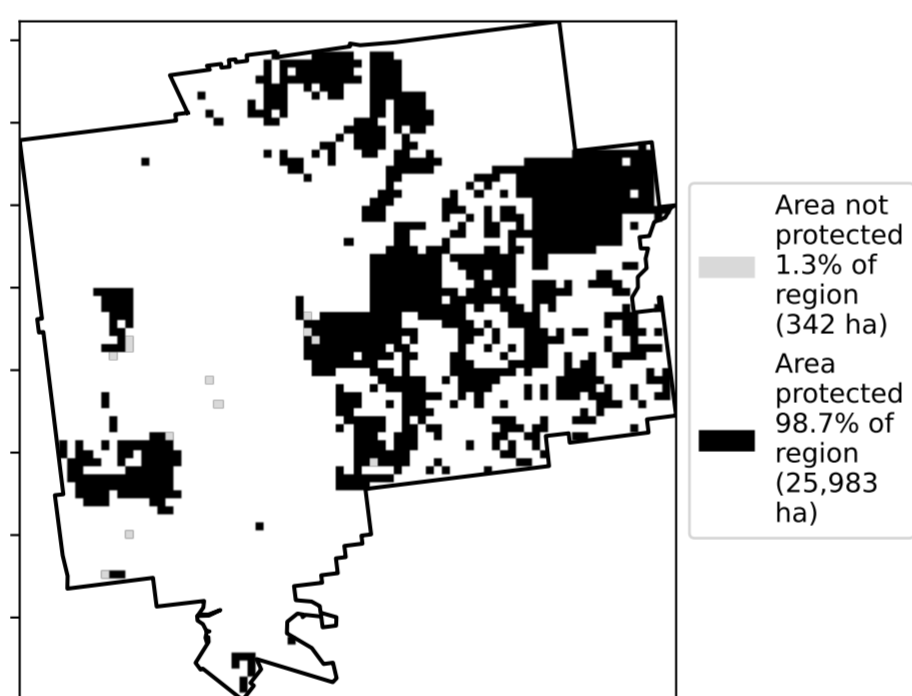 Area not
protected
1.3% of
region
(342 ha)
Area
protected
98.7% of
region
(25,983
ha)